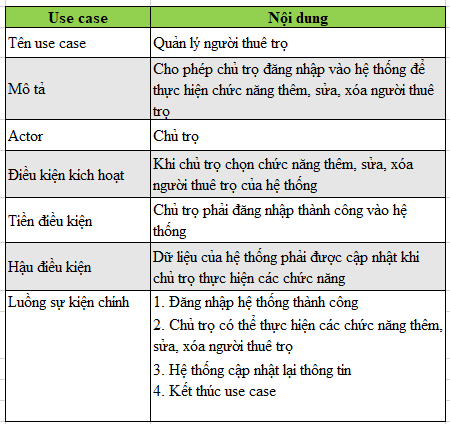 Use case
Nội dung
Tên use case
Quản lý người thuê trọ
Mô tả
Cho phép chủ trọ đăng nhập vào hệ thống để
thực hiện chức năng thêm, sửa, xóa người thuê
trọ
Actor
Chủ trọ
Điều kiện kích hoạt
Khi chủ trọ chọn chức năng thêm, sửa, xóa
người thuê trọ của hệ thống
Tiền điều kiện
Chủ trọ phải đăng nhập thành công vào hệ
thống
Hậu điều kiện
Dữ liệu của hệ thống phải được cập nhật khi
chủ trọ thực hiện các chức năng
Luồng sự kiện chính
1. Đăng nhập hệ thống thành công
2. Chủ trọ có thể thực hiện các chức năng thêm,
sửa, xóa người thuê trọ
3. Hệ thống cập nhật lại thông tin
4. Kết thúc use case